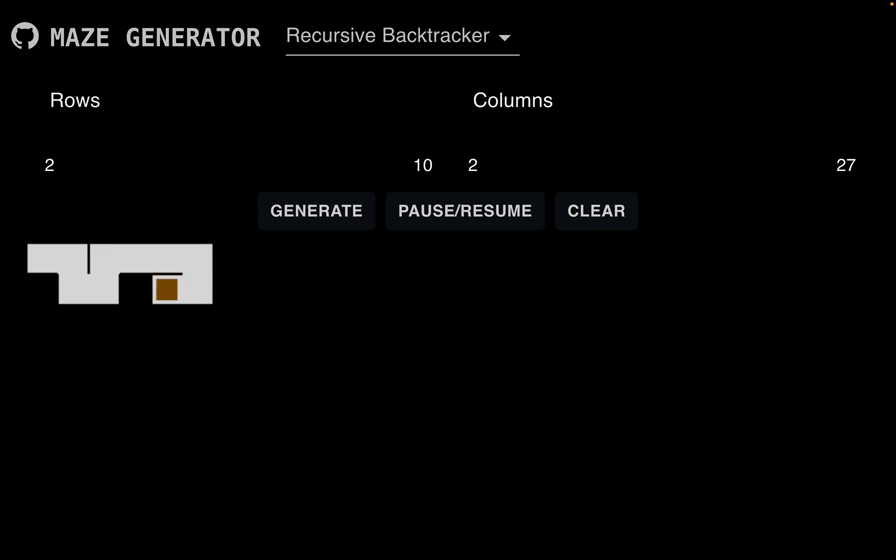 MAZE GENERATOR
Recursive Backtracker
Rows
Columns
2
10
2
27
GENERATE
PAUSE/RESUME
CLEAR